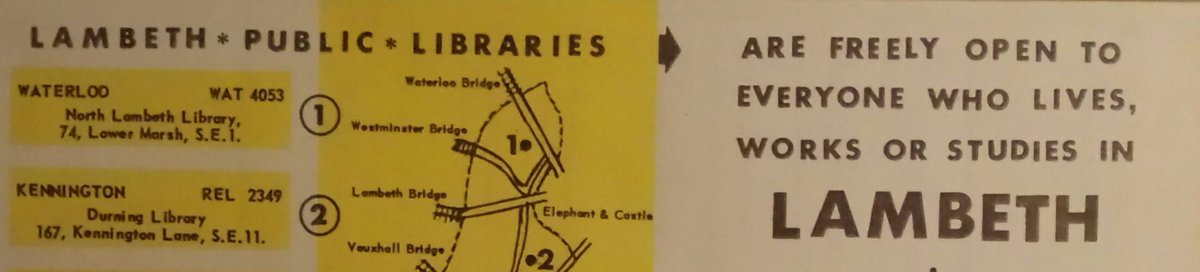 LAMBETH * PUBLIC * LIBRARIES
WATERLOO WAT 4053
North Lambeth Library,
74, Lower Marsh, S.E.1.
1
KENNINGTON REL 2349
Durning Library
167, Kennington Lane, S.E.11.
2
Waterloo Bridge
Westminster Bridge
1
Lambeth Bridge
Elephant & Castle
Vauxhall Bridge
2
ARE FREELY OPEN TO
EVERYONE WHO LIVES,
WORKS OR STUDIES IN
LAMBETH